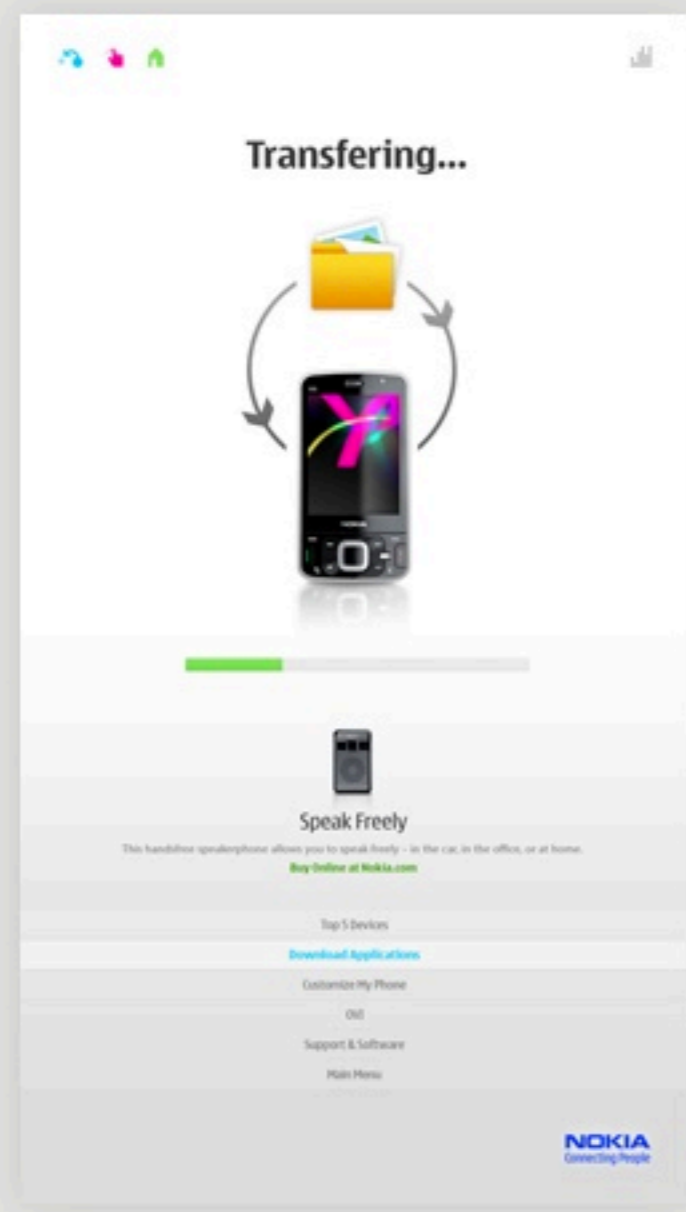 Transfering...
NOKIA
Speak Freely
This handsfree speakerphone allows you to speak freely – in the car, in the office, or at home.
Buy Online at Nokia.com
Top 5 Devices
Download Applications
Customize My Phone
OVI
Support & Software
Main Menu
NOKIA
Connecting People